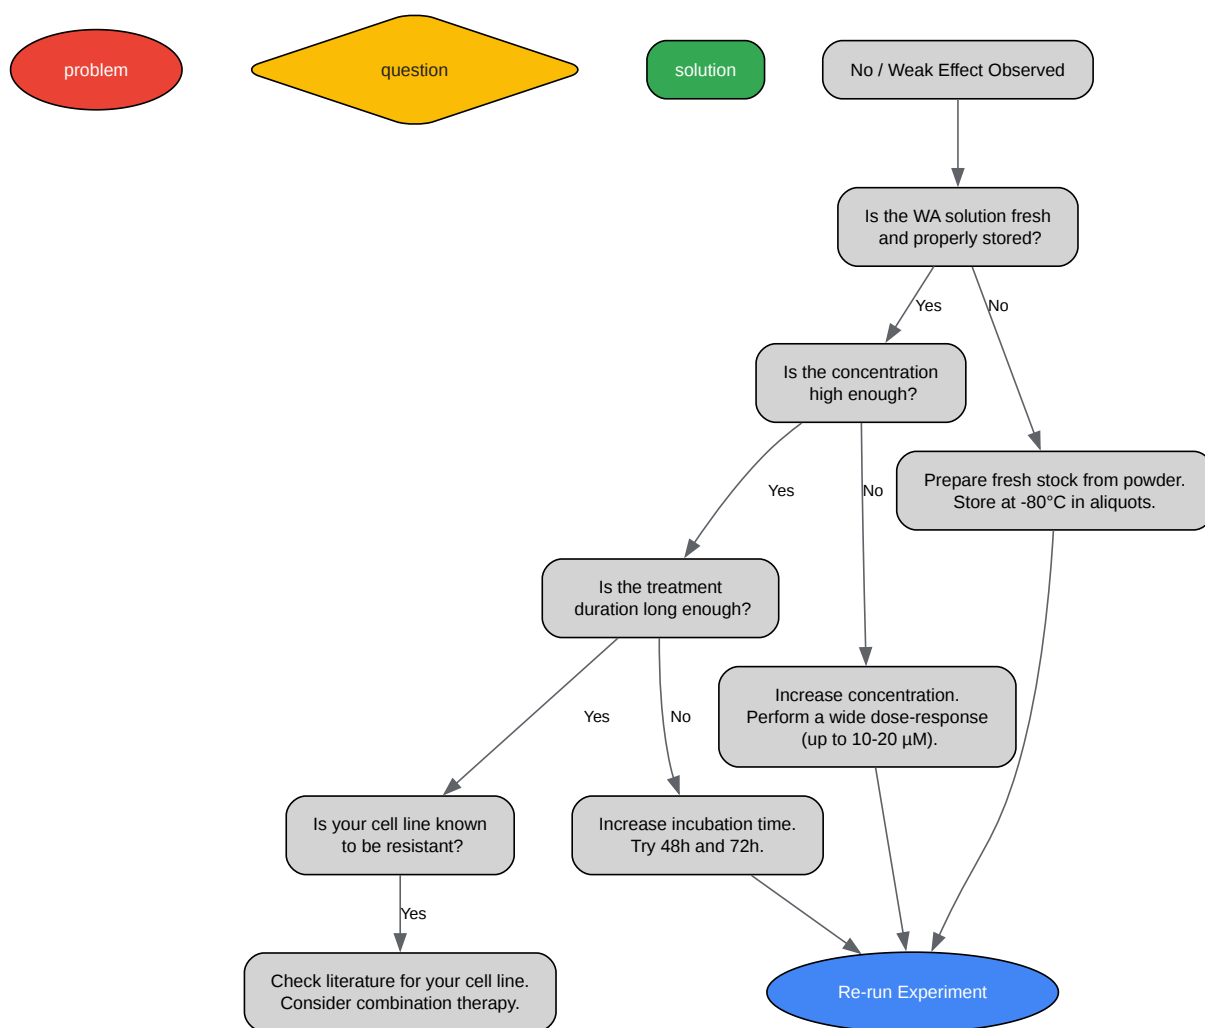 problem
question
solution
No / Weak Effect Observed
Is the WA solution fresh
and properly stored?
Yes
No
Is the concentration
high enough?
Prepare fresh stock from powder.
Store at -80°C in aliquots.
Yes
No
Is the treatment
duration long enough?
Increase concentration.
Perform a wide dose-response
(up to 10-20 µM).
Yes
No
Is your cell line known
to be resistant?
Increase incubation time.
Try 48h and 72h.
Yes
Check literature for your cell line.
Consider combination therapy.
Re-run Experiment